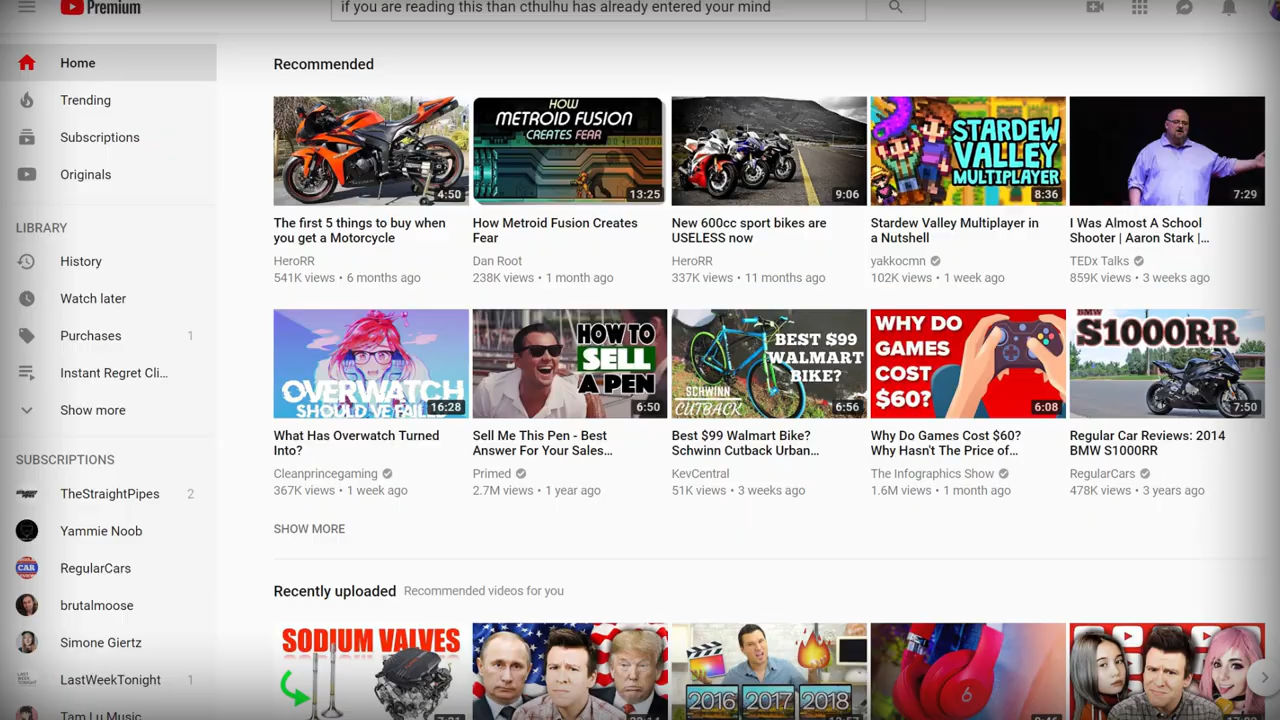 Premium
if you are reading this than cthulhu has already entered your mind
Home
Trending
Subscriptions
Originals
LIBRARY
History
Watch later
Purchases 1
Instant Regret Cli...
Show more
SUBSCRIPTIONS
TheStraightPipes 2
Yammie Noob
CAR
RegularCars
brutalmoose
Simone Giertz
LAST WEEK TONIGHT
LastWeekTonight 1
Tam Lu Music
Recommended
4:50
HOW
METROID FUSION
CREATES FEAR
13:25
9:06
STARDEW
VALLEY
MULTIPLAYER
8:36
7:29
The first 5 things to buy when
you get a Motorcycle
HeroRR
541K views • 6 months ago
How Metroid Fusion Creates
Fear
Dan Root
238K views • 1 month ago
New 600cc sport bikes are
USELESS now
HeroRR
337K views • 11 months ago
Stardew Valley Multiplayer in
a Nutshell
yakkocmn
102K views • 1 week ago
I Was Almost A School
Shooter | Aaron Stark |...
TEDx Talks
859K views • 3 weeks ago
OVERWATCH
SHOULD'VE FAILED
16:28
HOW TO
SELL
A PEN
6:50
BEST $99
WALMART
BIKE?
SCHWINN
CUTBACK
6:56
WHY DO
GAMES
COST
$60?
6:08
BMW
S1000RR
7:50
What Has Overwatch Turned
Into?
Cleanprincegaming
367K views • 1 week ago
Sell Me This Pen - Best
Answer For Your Sales...
Primed
2.7M views • 1 year ago
Best $99 Walmart Bike?
Schwinn Cutback Urban...
KevCentral
51K views • 3 weeks ago
Why Do Games Cost $60?
Why Hasn't The Price of...
The Infographics Show
1.6M views • 1 month ago
Regular Car Reviews: 2014
BMW S1000RR
RegularCars
478K views • 3 years ago
SHOW MORE
Recently uploaded Recommended videos for you
SODIUM VALVES
2016 2017 2018